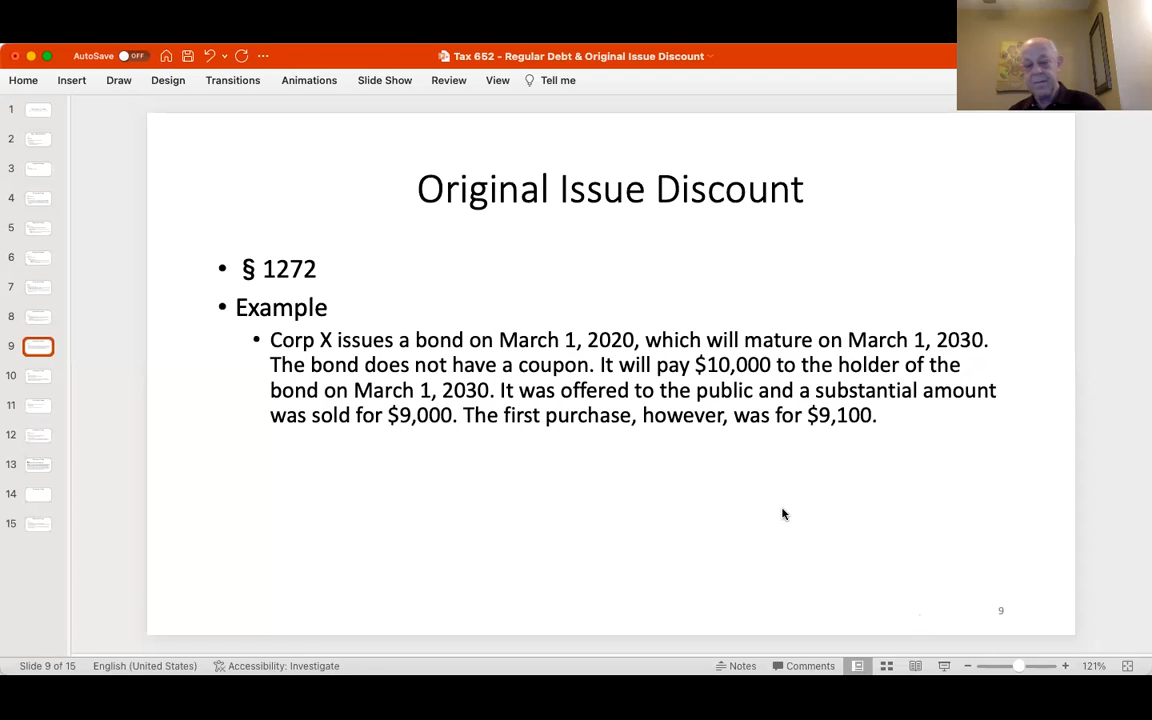 AutoSave OFF
Tax 652 - Regular Debt & Original Issue Discount
Home Insert Draw Design Transitions Animations Slide Show Review View Tell me
1
2
3
4
5
6
7
8
9
10
11
12
13
14
15
Original Issue Discount
• § 1272
• Example
• Corp X issues a bond on March 1, 2020, which will mature on March 1, 2030.
The bond does not have a coupon. It will pay $10,000 to the holder of the
bond on March 1, 2030. It was offered to the public and a substantial amount
was sold for $9,000. The first purchase, however, was for $9,100.
9
Slide 9 of 15 English (United States) Accessibility: Investigate Notes Comments 121%